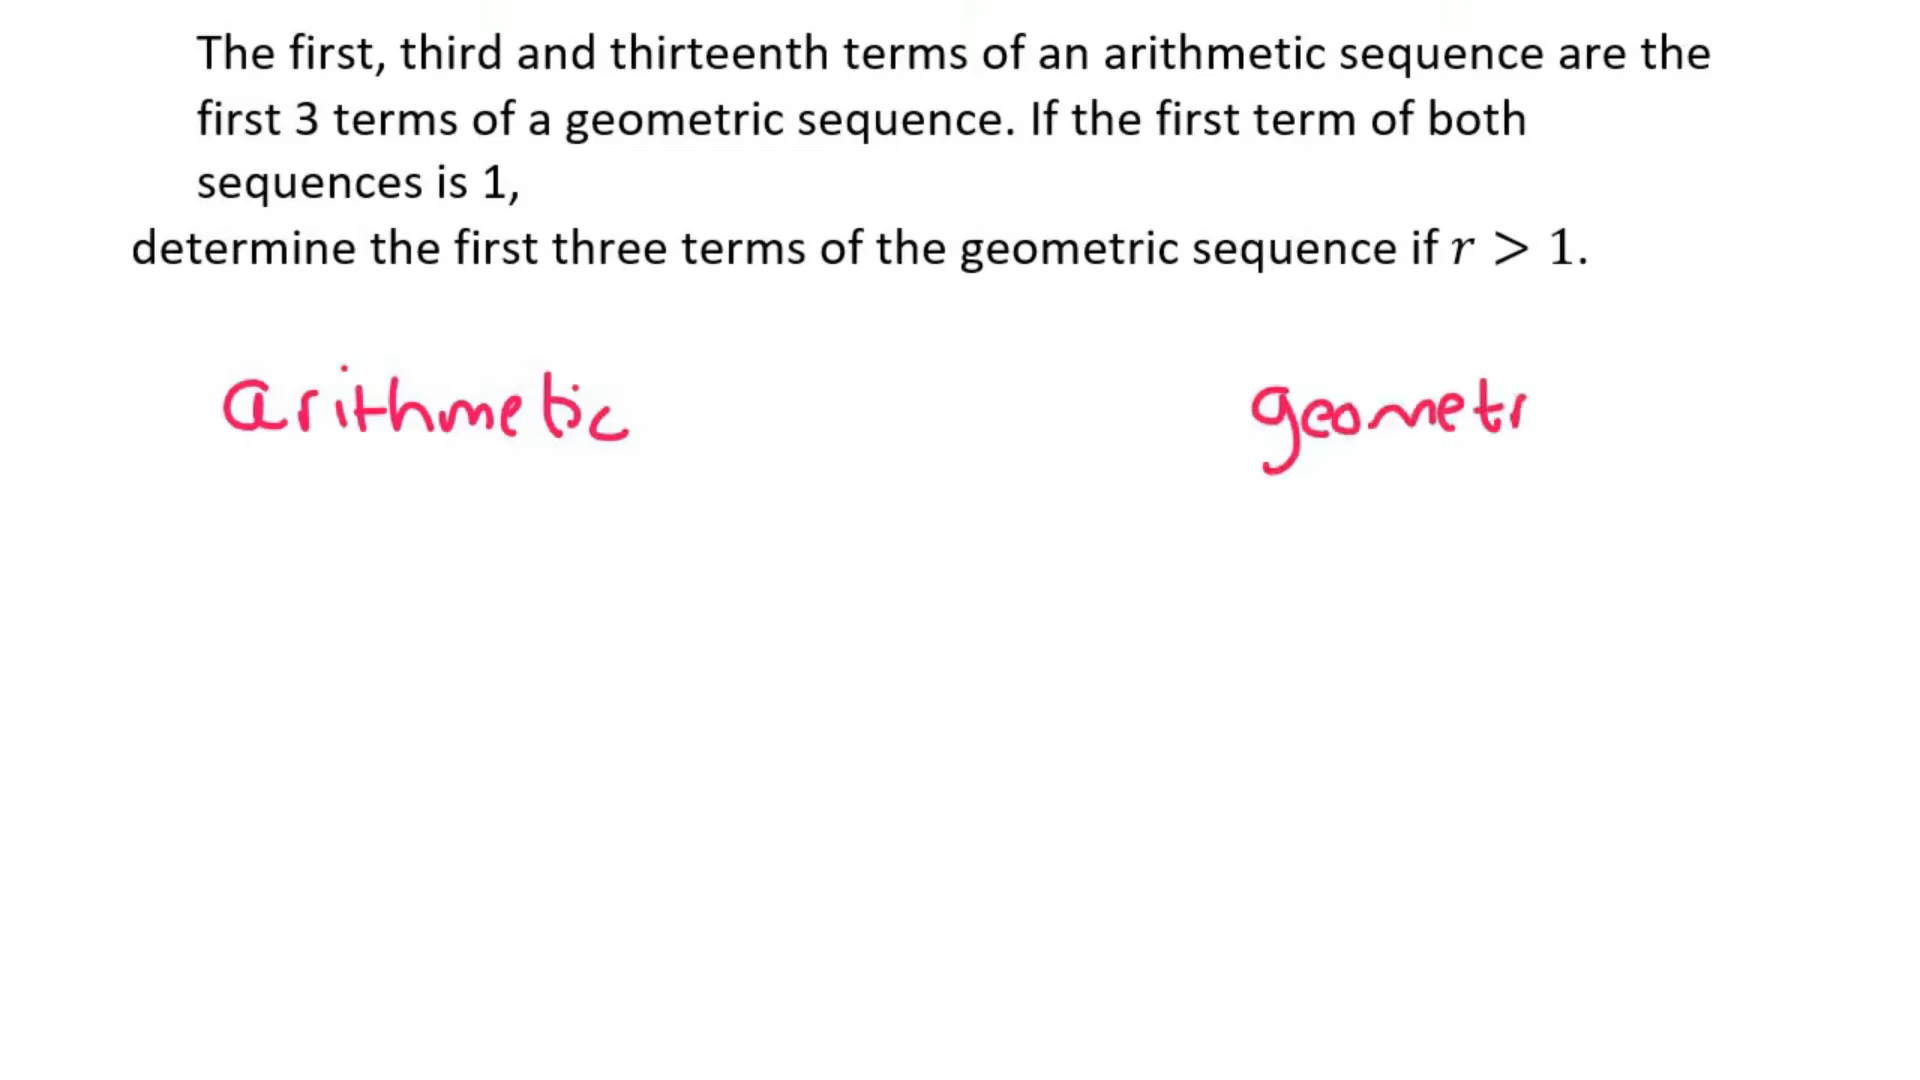 The first, third and thirteenth terms of an arithmetic sequence are the
first 3 terms of a geometric sequence. If the first term of both
sequences is 1,
determine the first three terms of the geometric sequence if r > 1.
arithmetic geometr